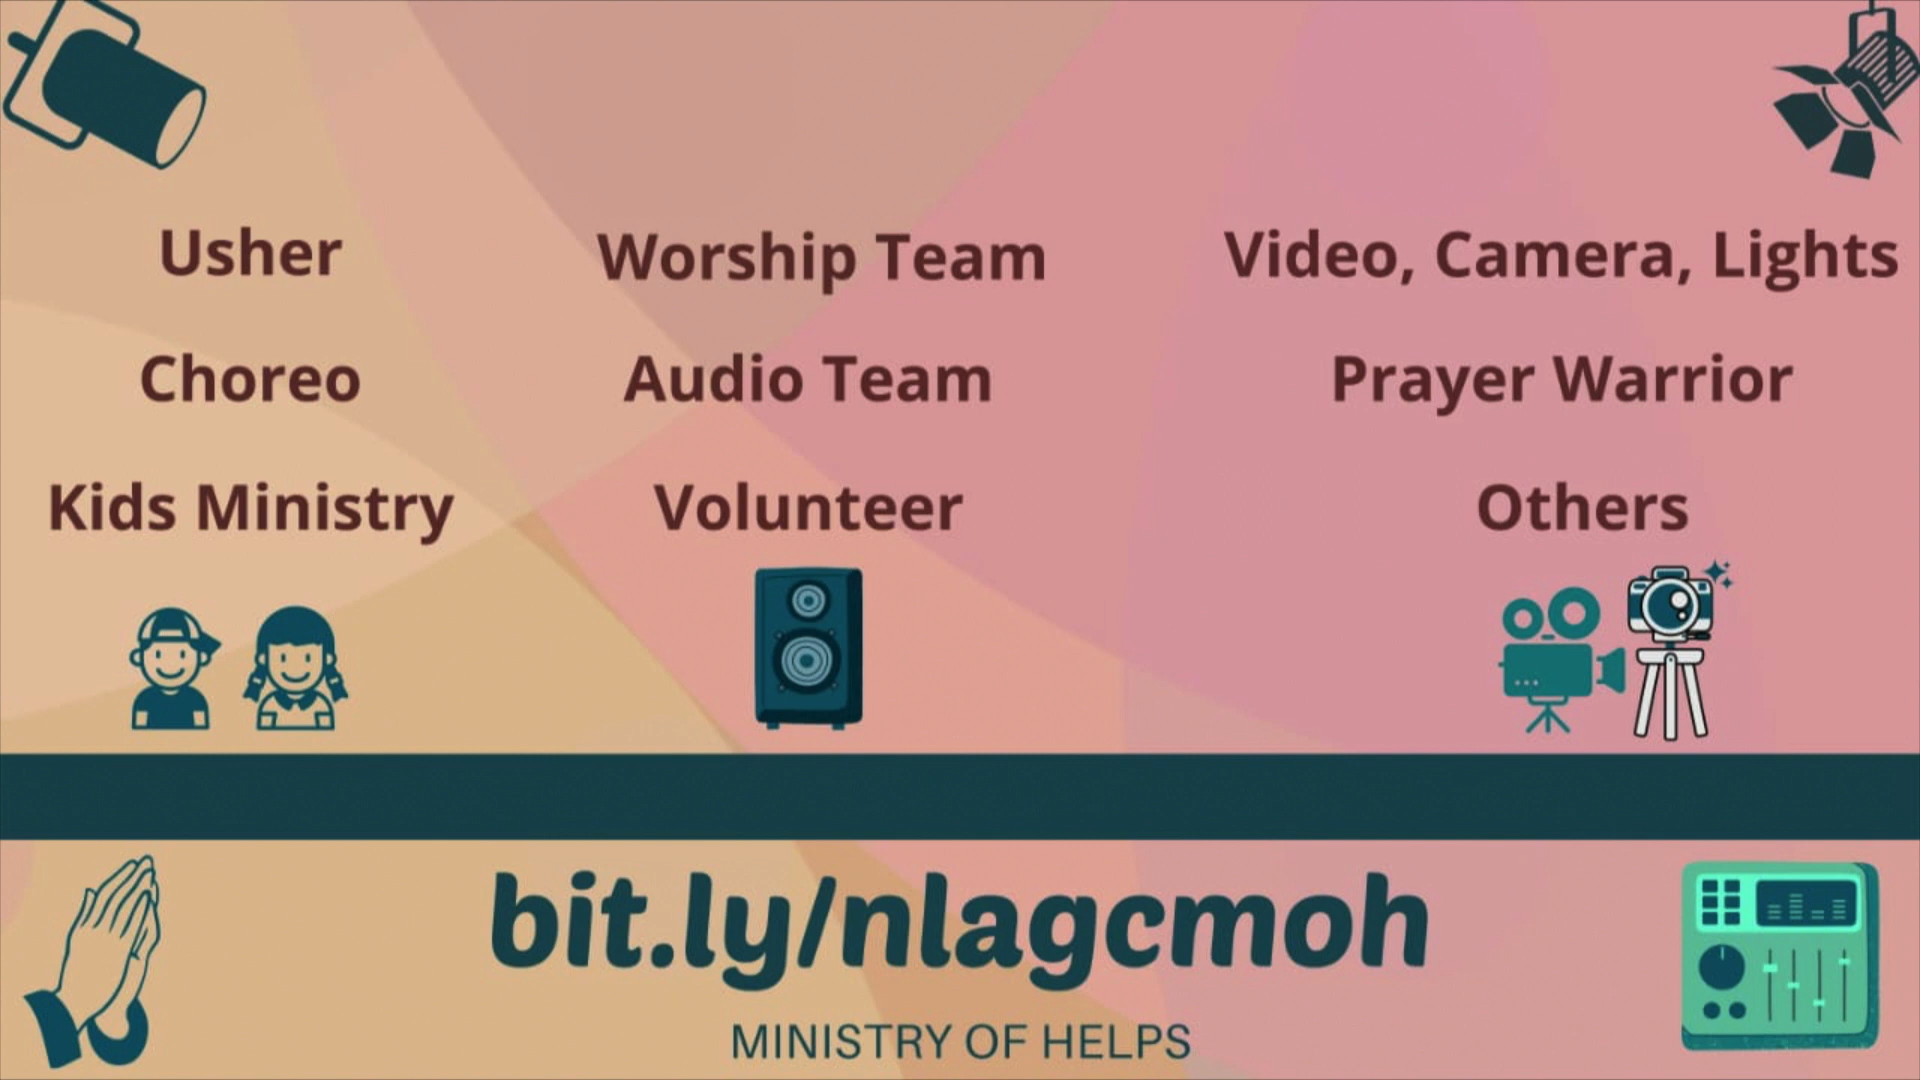 Usher
Worship Team
Video, Camera, Lights
Choreo
Audio Team
Prayer Warrior
Kids Ministry
Volunteer
Others
bit.ly/nlagcmoh
MINISTRY OF HELPS